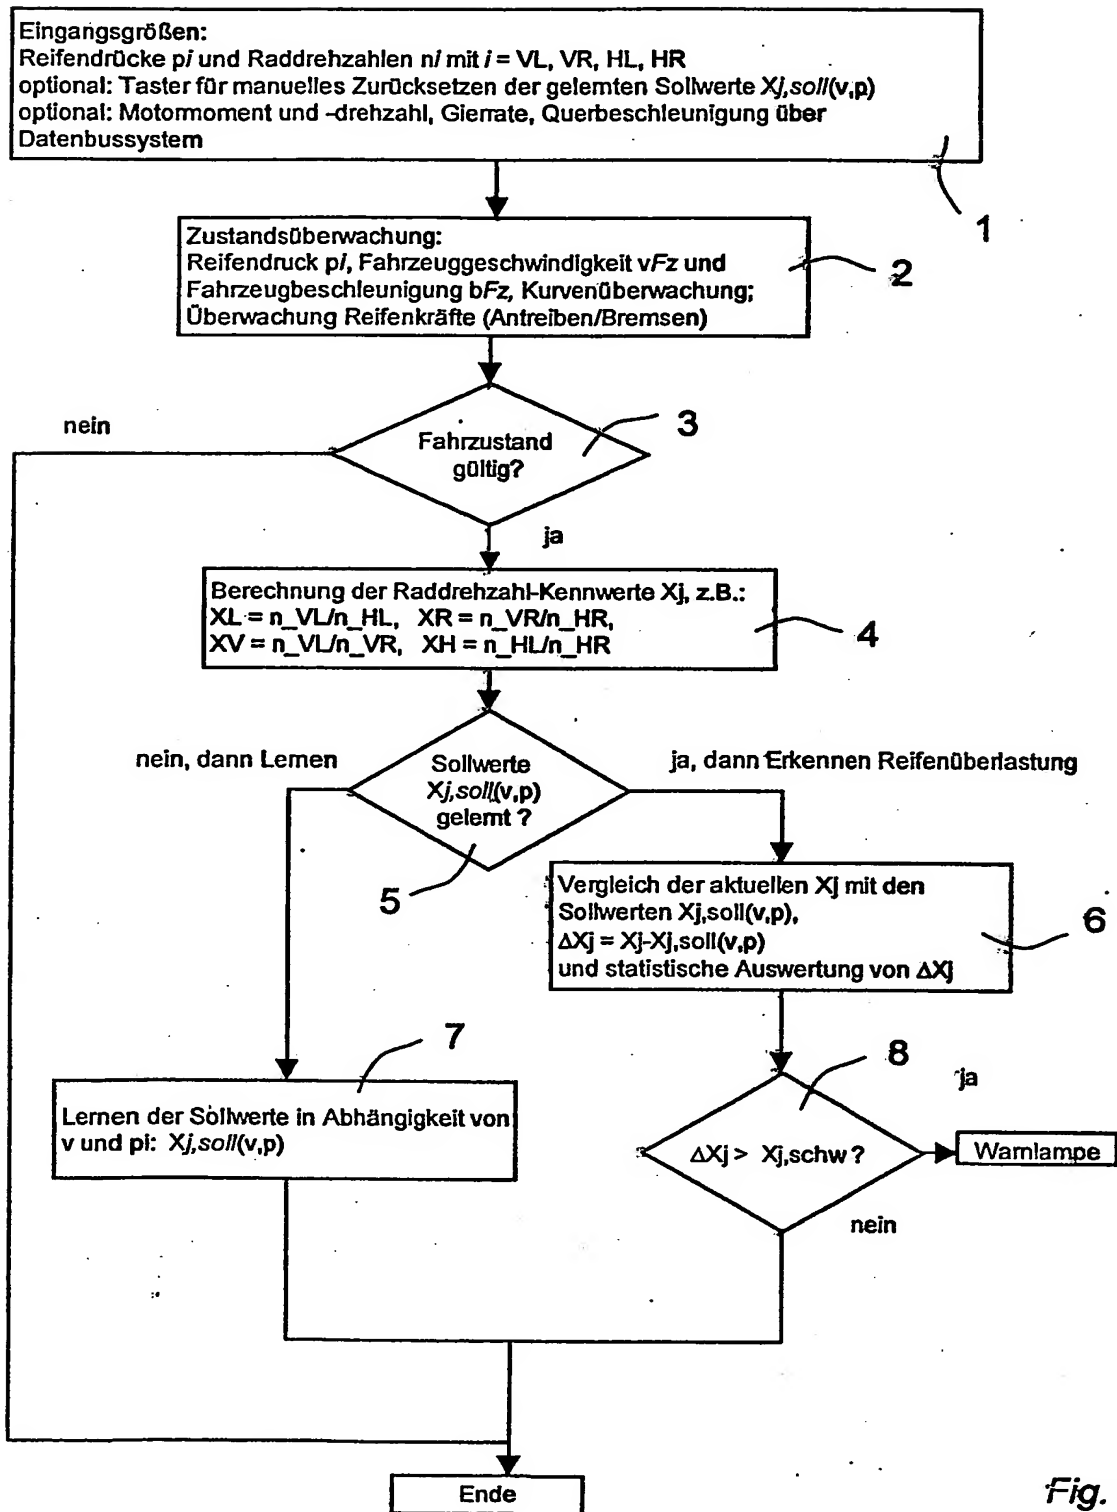 Eingangsgrößen:
Reifendrücke pi und Raddrehzahlen ni mit i = VL, VR, HL, HR
optional: Taster für manuelles Zurücksetzen der gelernten Sollwerte Xj,soll(v,p)
optional: Motormoment und -drehzahl, Gierrate, Querbeschleunigung über
Datenbussystem
1
Zustandsüberwachung:
Reifendruck pi, Fahrzeuggeschwindigkeit vFz und
Fahrzeugbeschleunigung bFz, Kurvenüberwachung;
Überwachung Reifenkräfte (Antreiben/Bremsen)
2
nein
Fahrzustand
gültig?
3
ja
Berechnung der Raddrehzahl-Kennwerte Xj, z.B.:
XL = n_VL/n_HL, XR = n_VR/n_HR,
XV = n_VL/n_VR, XH = n_HL/n_HR
4
nein, dann Lernen
Sollwerte
Xj,soll(v,p)
gelernt ?
5
ja, dann Erkennen Reifenüberlastung
Vergleich der aktuellen Xj mit den
Sollwerten Xj,soll(v,p),
ΔXj = Xj-Xj,soll(v,p)
und statistische Auswertung von ΔXj
6
7
Lernen der Sollwerte in Abhängigkeit von
v und pi: Xj,soll(v,p)
8
ja
ΔXj > Xj,schw ?
Warnlampe
nein
Ende
Fig.